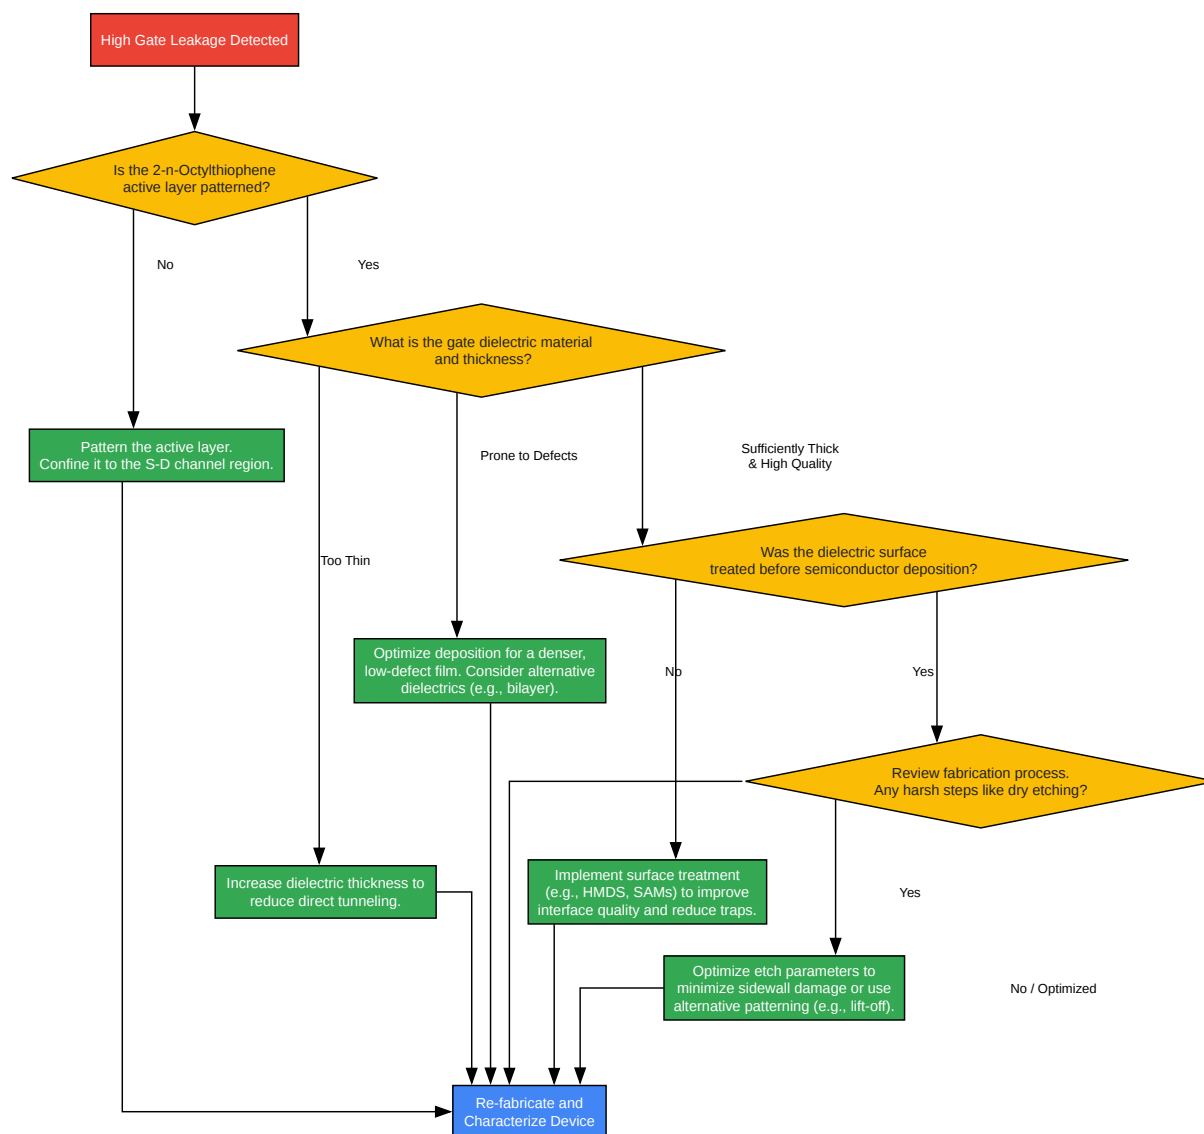 High Gate Leakage Detected
Is the 2-n-Octylthiophene
active layer patterned?
No
Yes
What is the gate dielectric material
and thickness?
Pattern the active layer.
Confine it to the S-D channel region.
Prone to Defects
Sufficiently Thick
& High Quality
Too Thin
Was the dielectric surface
treated before semiconductor deposition?
Optimize deposition for a denser,
low-defect film. Consider alternative
dielectrics (e.g., bilayer).
No
Yes
Review fabrication process.
Any harsh steps like dry etching?
Increase dielectric thickness to
reduce direct tunneling.
Implement surface treatment
(e.g., HMDS, SAMs) to improve
interface quality and reduce traps.
Yes
Optimize etch parameters to
minimize sidewall damage or use
alternative patterning (e.g., lift-off).
No / Optimized
Re-fabricate and
Characterize Device